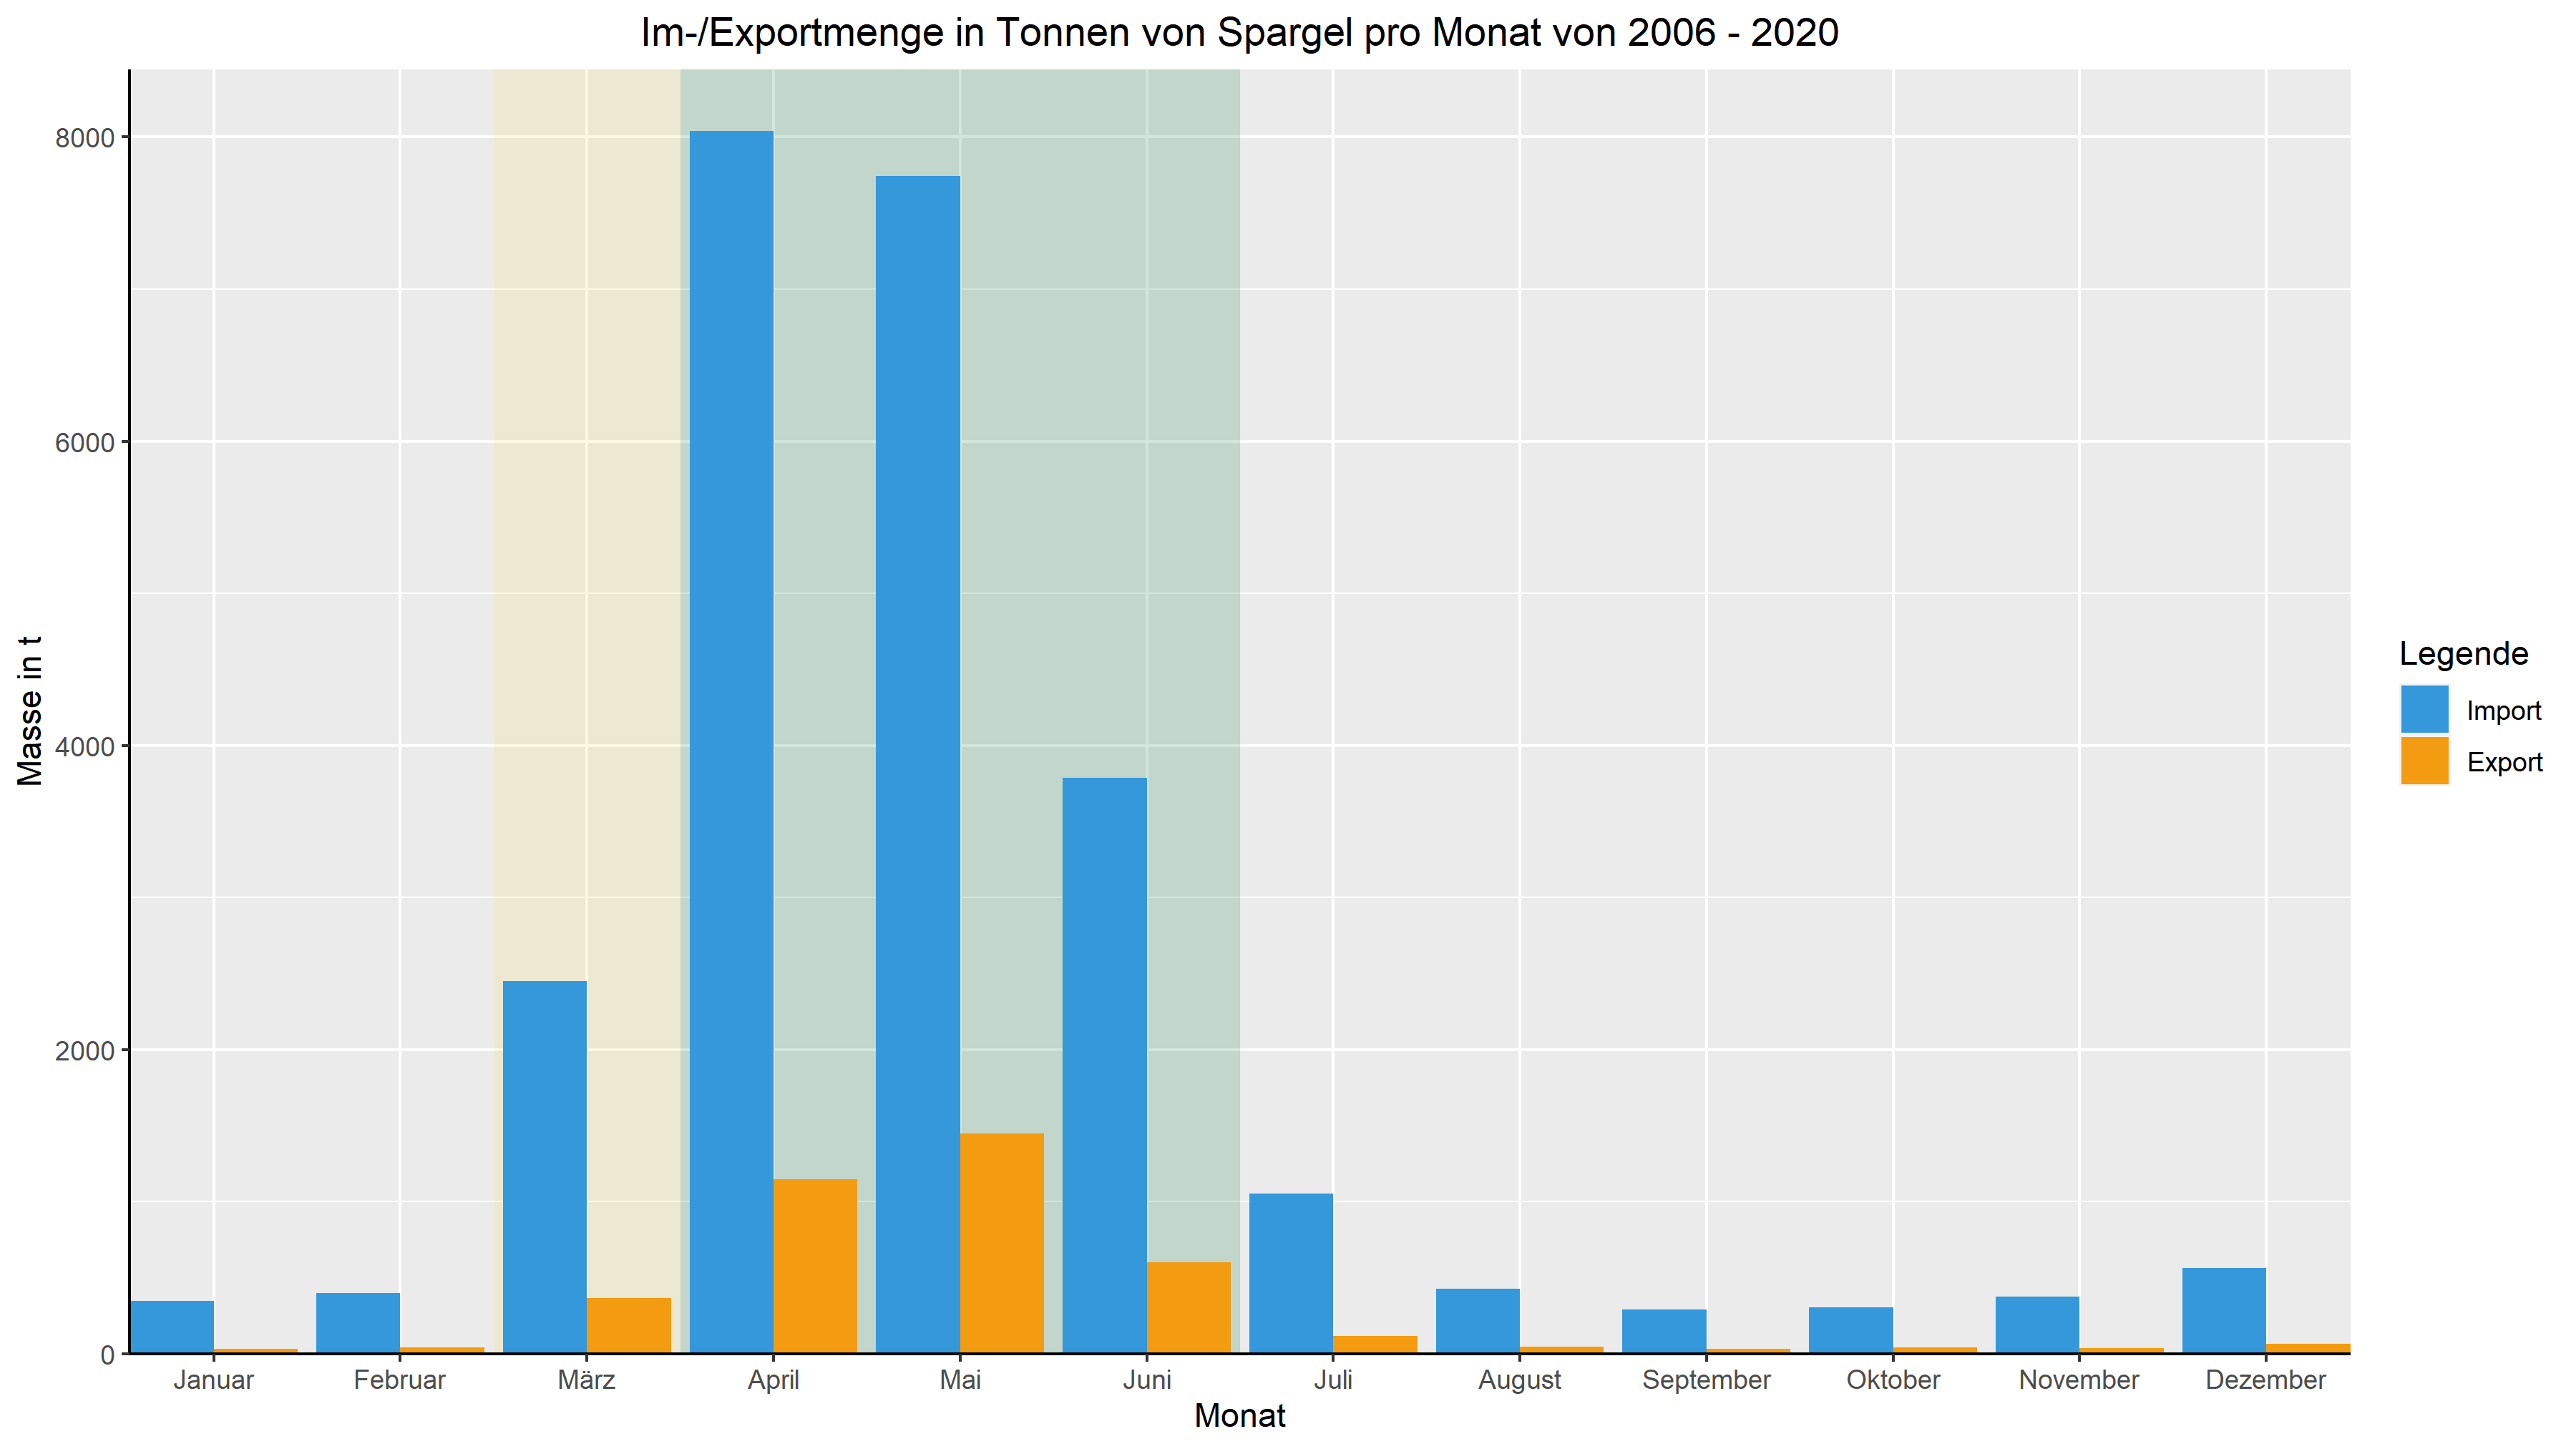 Im-/Exportmenge in Tonnen von Spargel pro Monat von 2006 - 2020
Masse in t
8000
6000
4000
2000
0
Januar Februar März April Mai Juni Juli August September Oktober November Dezember
Monat
Legende
Import
Export